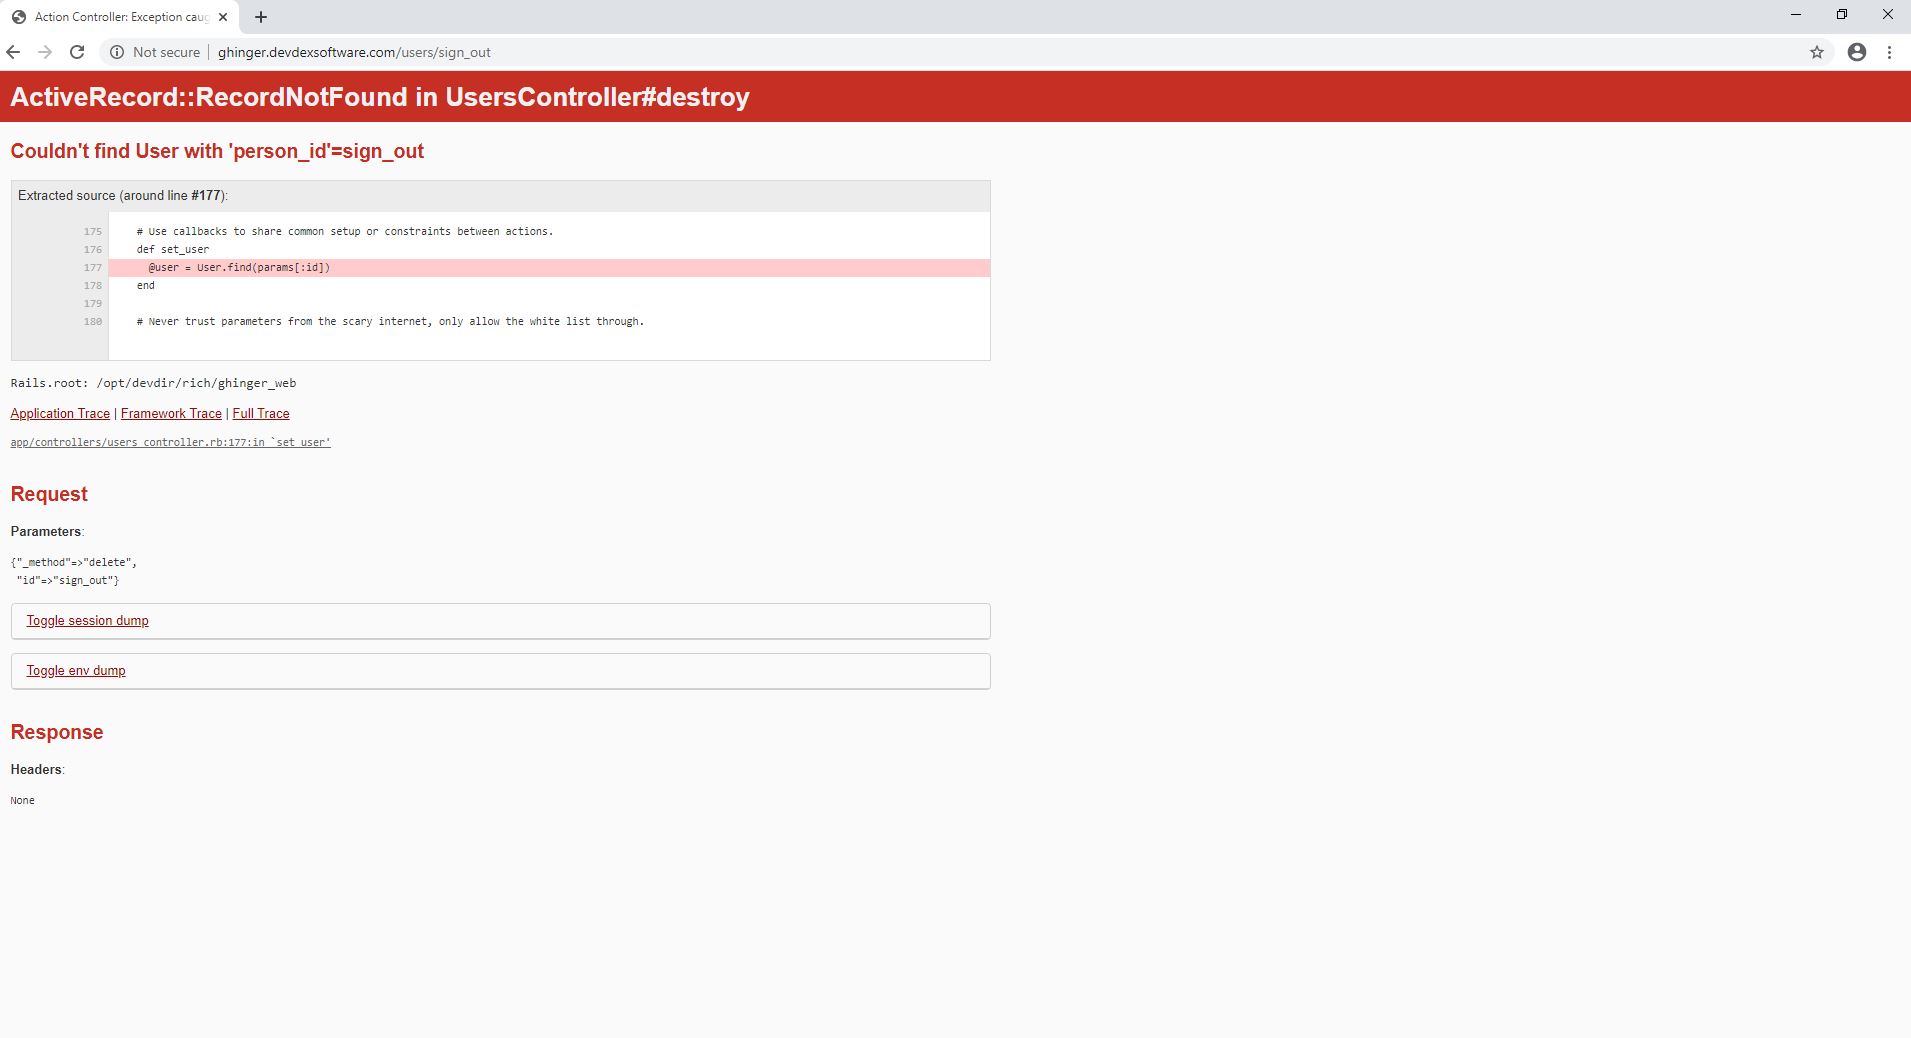 Action Controller: Exception caug
Not secure
ghinger.devdexsoftware.com/users/sign_out
ActiveRecord::RecordNotFound in UsersController#destroy
Couldn't find User with 'person_id'=sign_out
Extracted source (around line #177):
175 # Use callbacks to share common setup or constraints between actions.
176 def set_user
177 @user = User.find(params[:id])
178 end
179
180 # Never trust parameters from the scary internet, only allow the white list through.
Rails.root: /opt/devdir/rich/ghinger_web
Application Trace | Framework Trace | Full Trace
app/controllers/users_controller.rb:177:in `set_user'
Request
Parameters:
{"_method"=>"delete",
"id"=>"sign_out"}
Toggle session dump
Toggle env dump
Response
Headers:
None